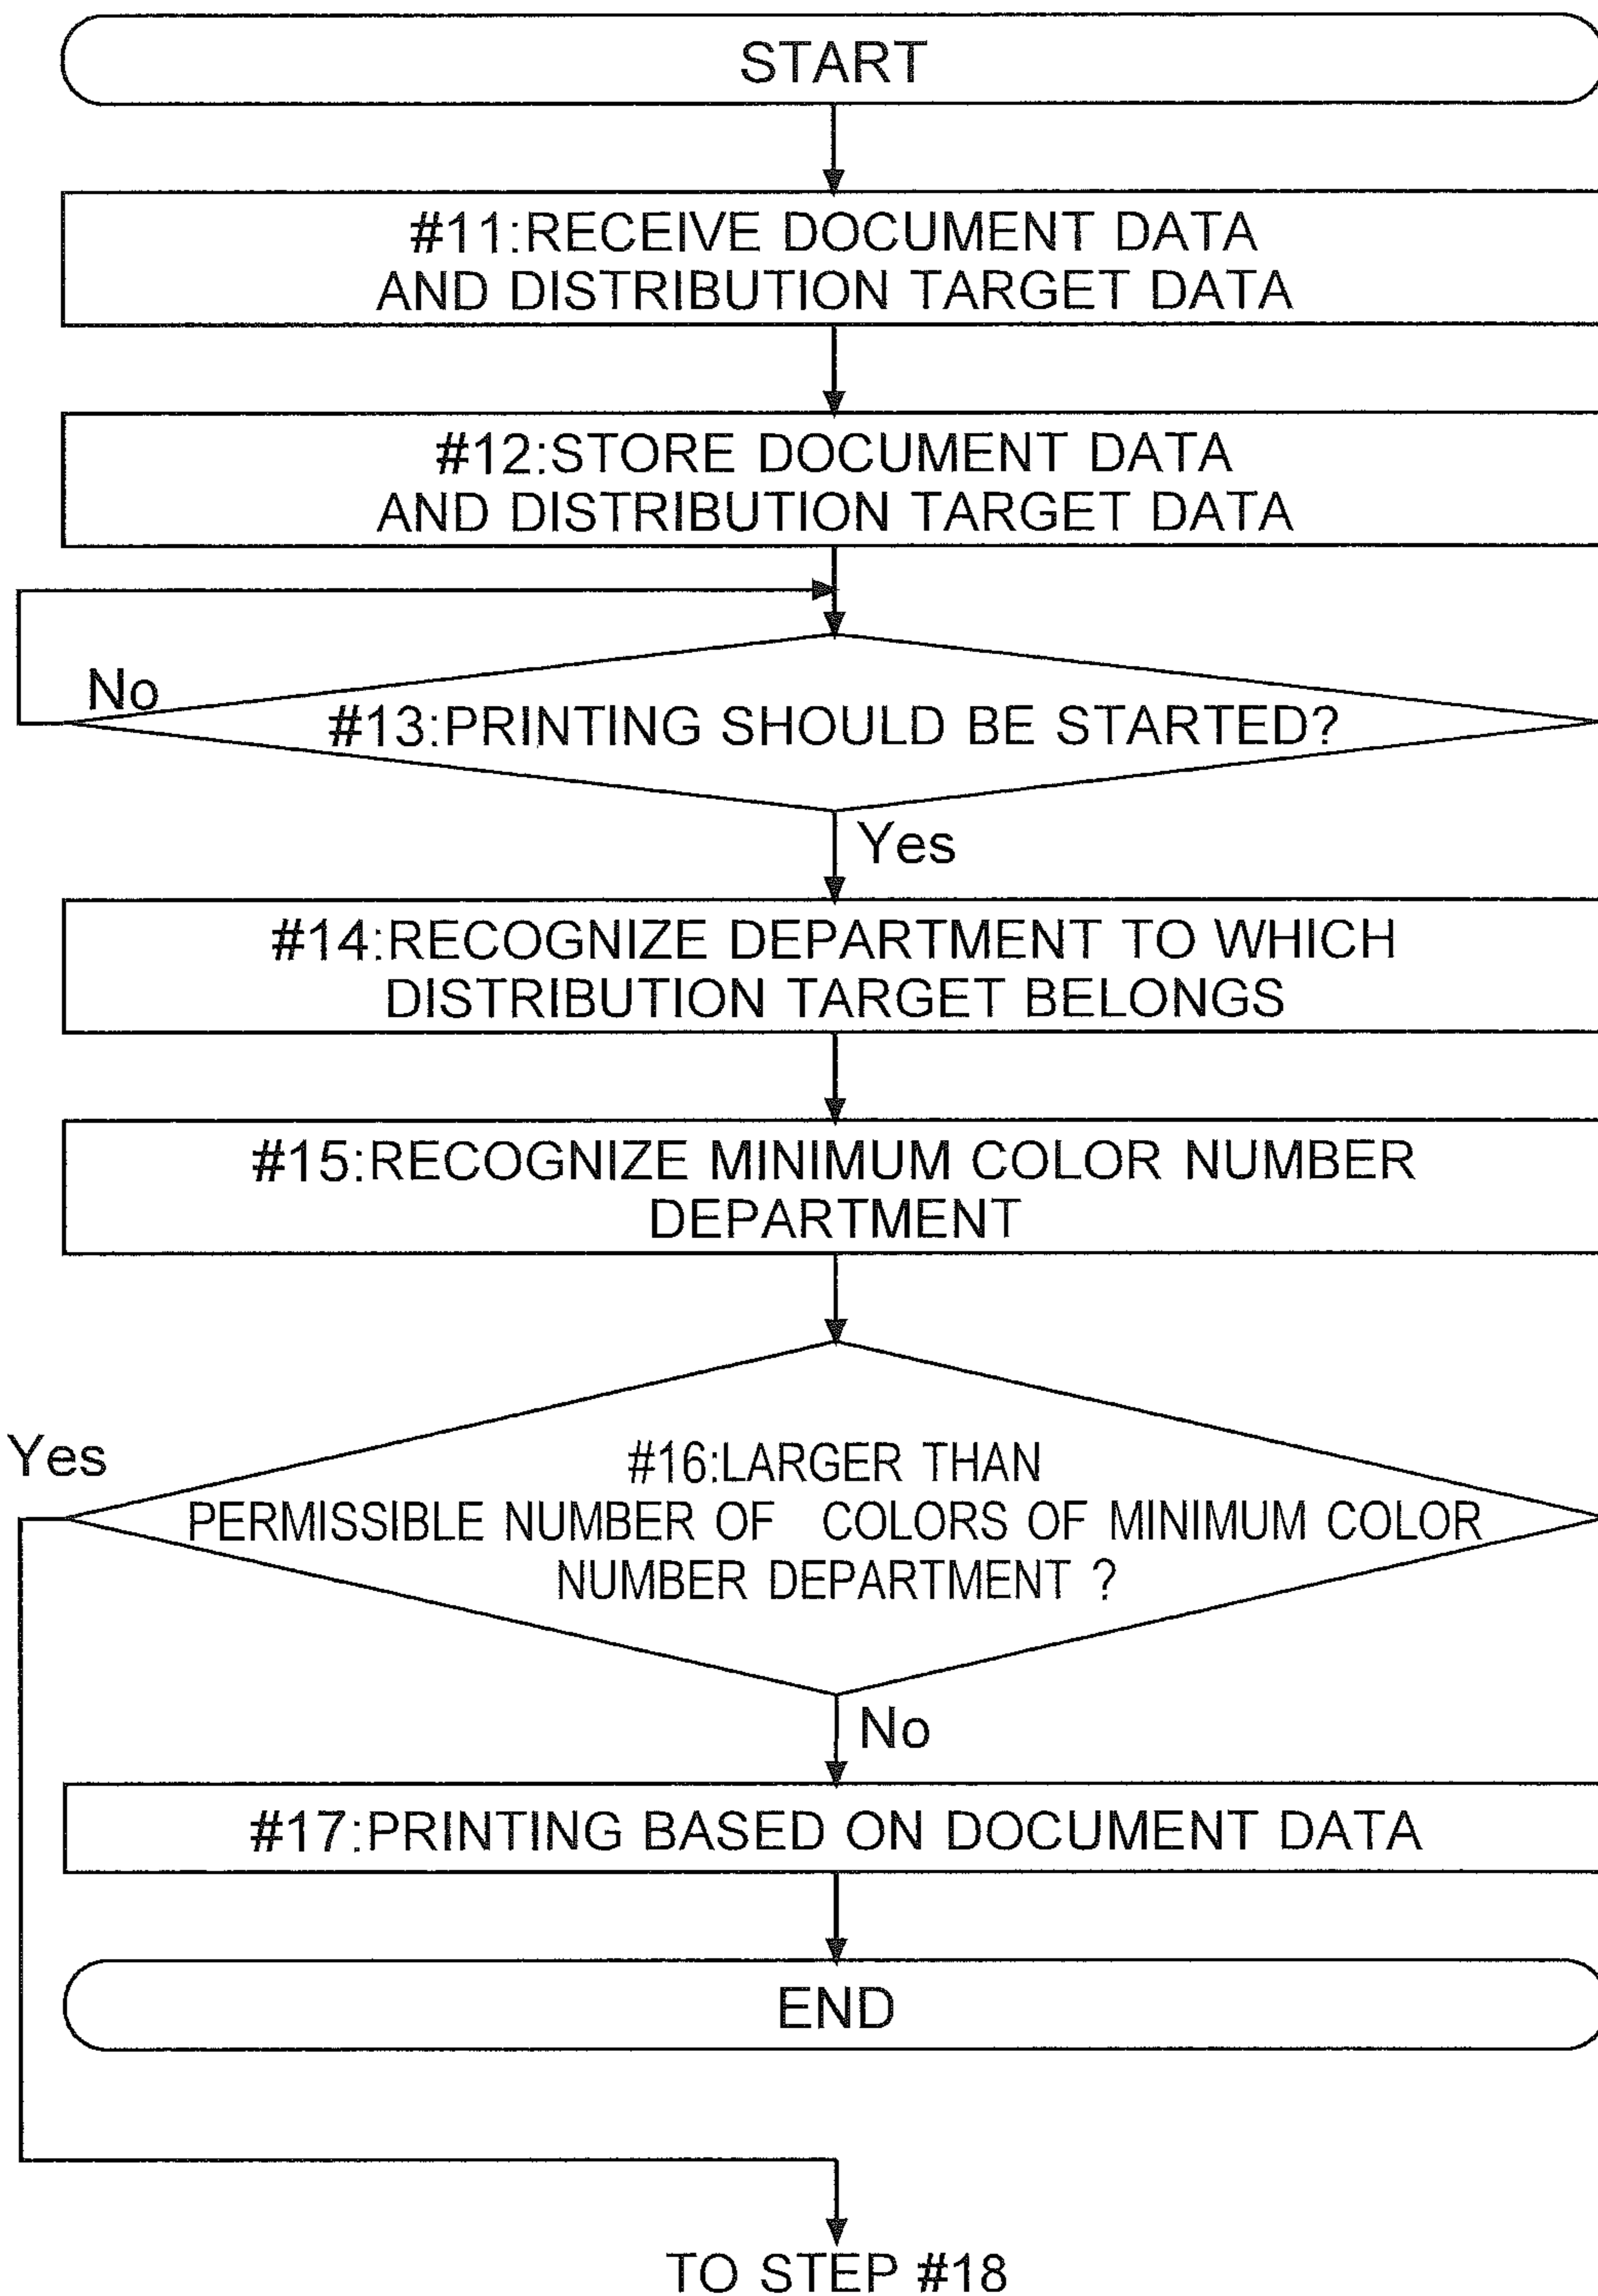 START
#11:RECEIVE DOCUMENT DATA
AND DISTRIBUTION TARGET DATA
#12:STORE DOCUMENT DATA
AND DISTRIBUTION TARGET DATA
No
#13:PRINTING SHOULD BE STARTED?
Yes
#14:RECOGNIZE DEPARTMENT TO WHICH
DISTRIBUTION TARGET BELONGS
#15:RECOGNIZE MINIMUM COLOR NUMBER
DEPARTMENT
Yes
#16:LARGER THAN
PERMISSIBLE NUMBER OF COLORS OF MINIMUM COLOR
NUMBER DEPARTMENT ?
No
#17:PRINTING BASED ON DOCUMENT DATA
END
TO STEP #18